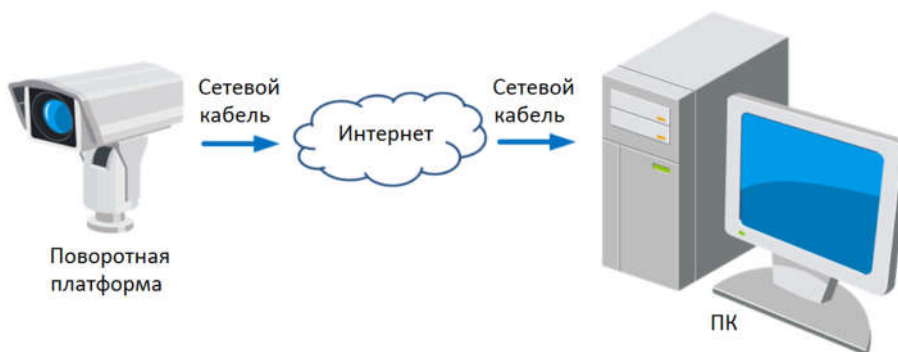 Сетевой
кабель
Интернет
Сетевой
кабель
Поворотная
платформа
ПК